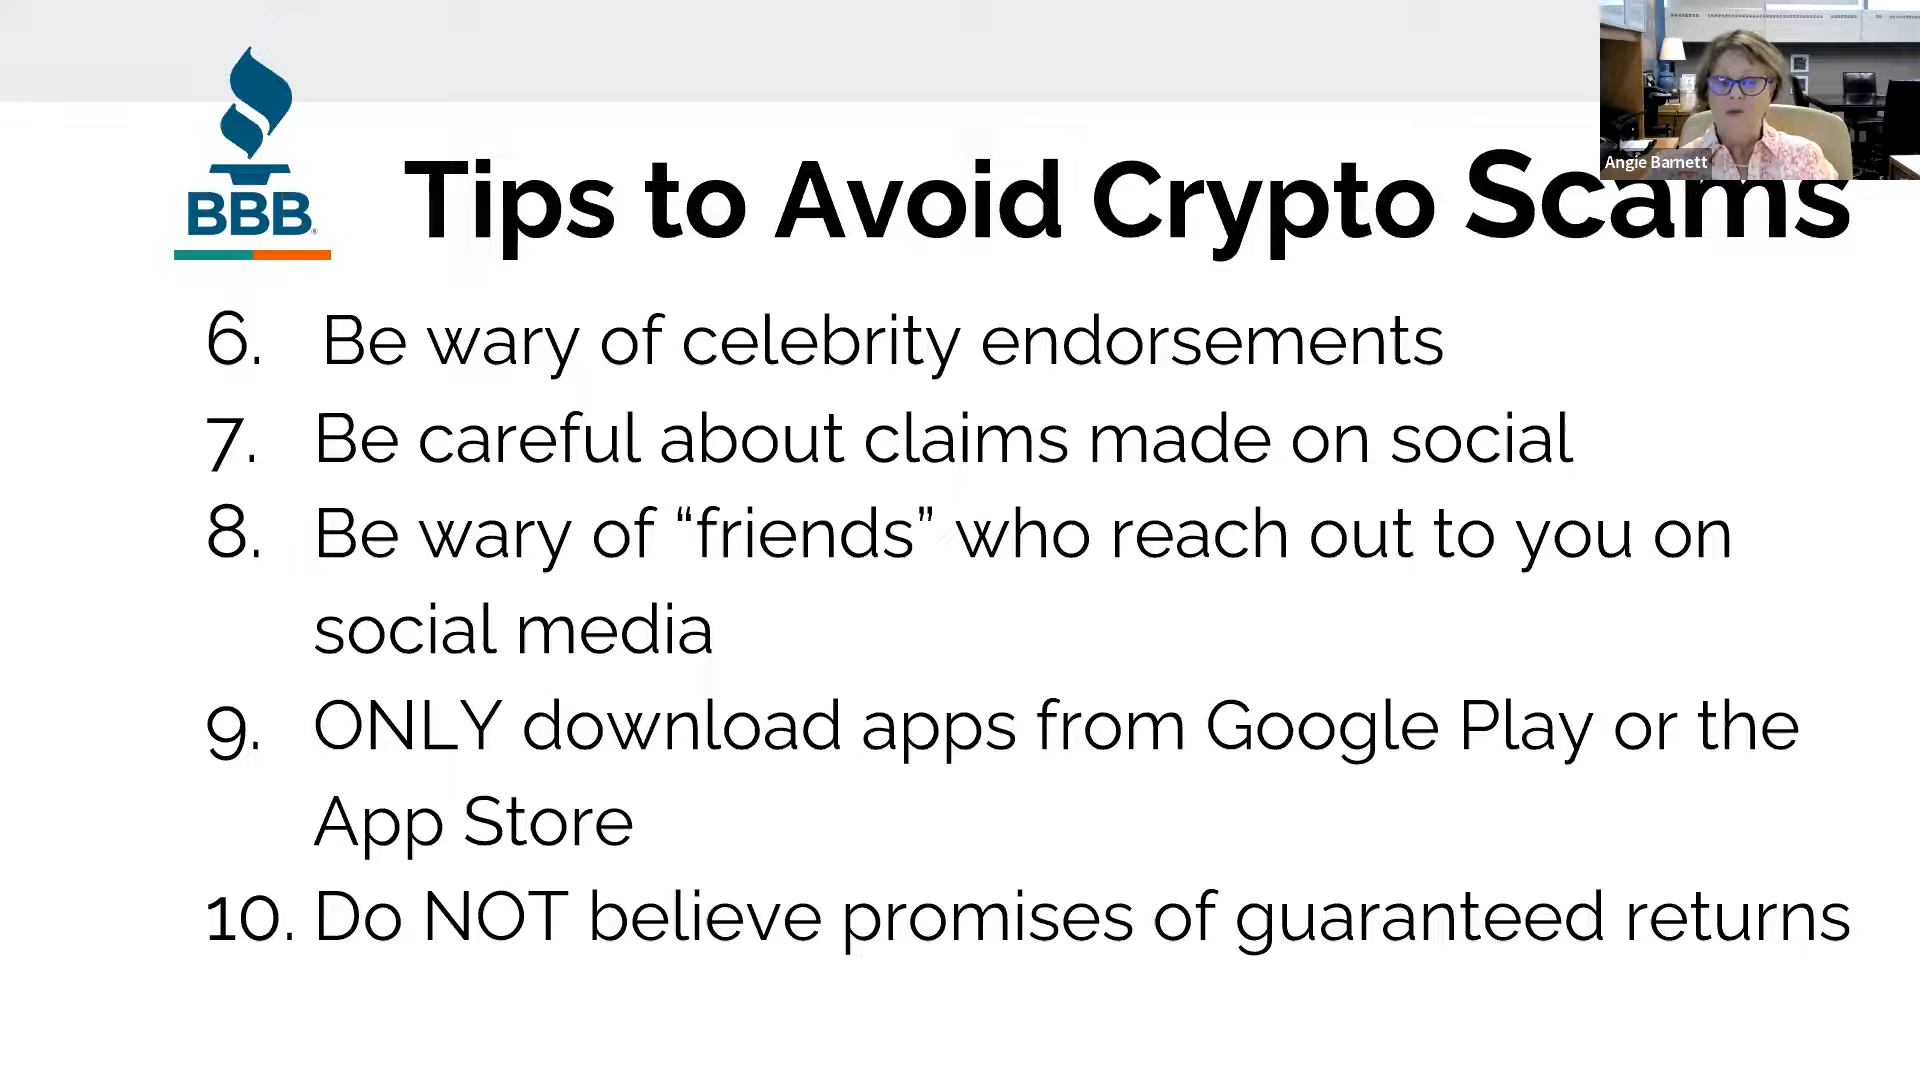 Angie Barnett
BBB®
Tips to Avoid Crypto Scams
6. Be wary of celebrity endorsements
7. Be careful about claims made on social
8. Be wary of “friends” who reach out to you on
social media
9. ONLY download apps from Google Play or the
App Store
10. Do NOT believe promises of guaranteed returns